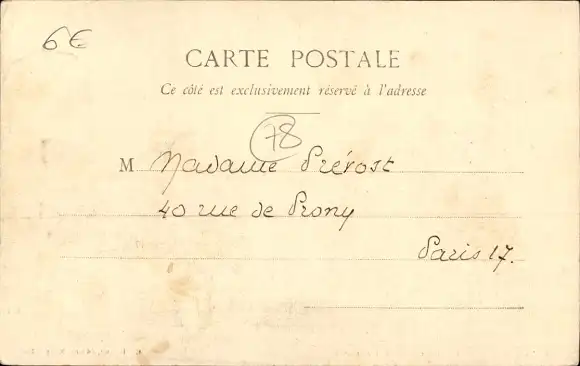 6€
CARTE POSTALE
Ce côté est exclusivement réservé à l'adresse
78
M Madame Prévost
40 rue de Prony
Paris 17.